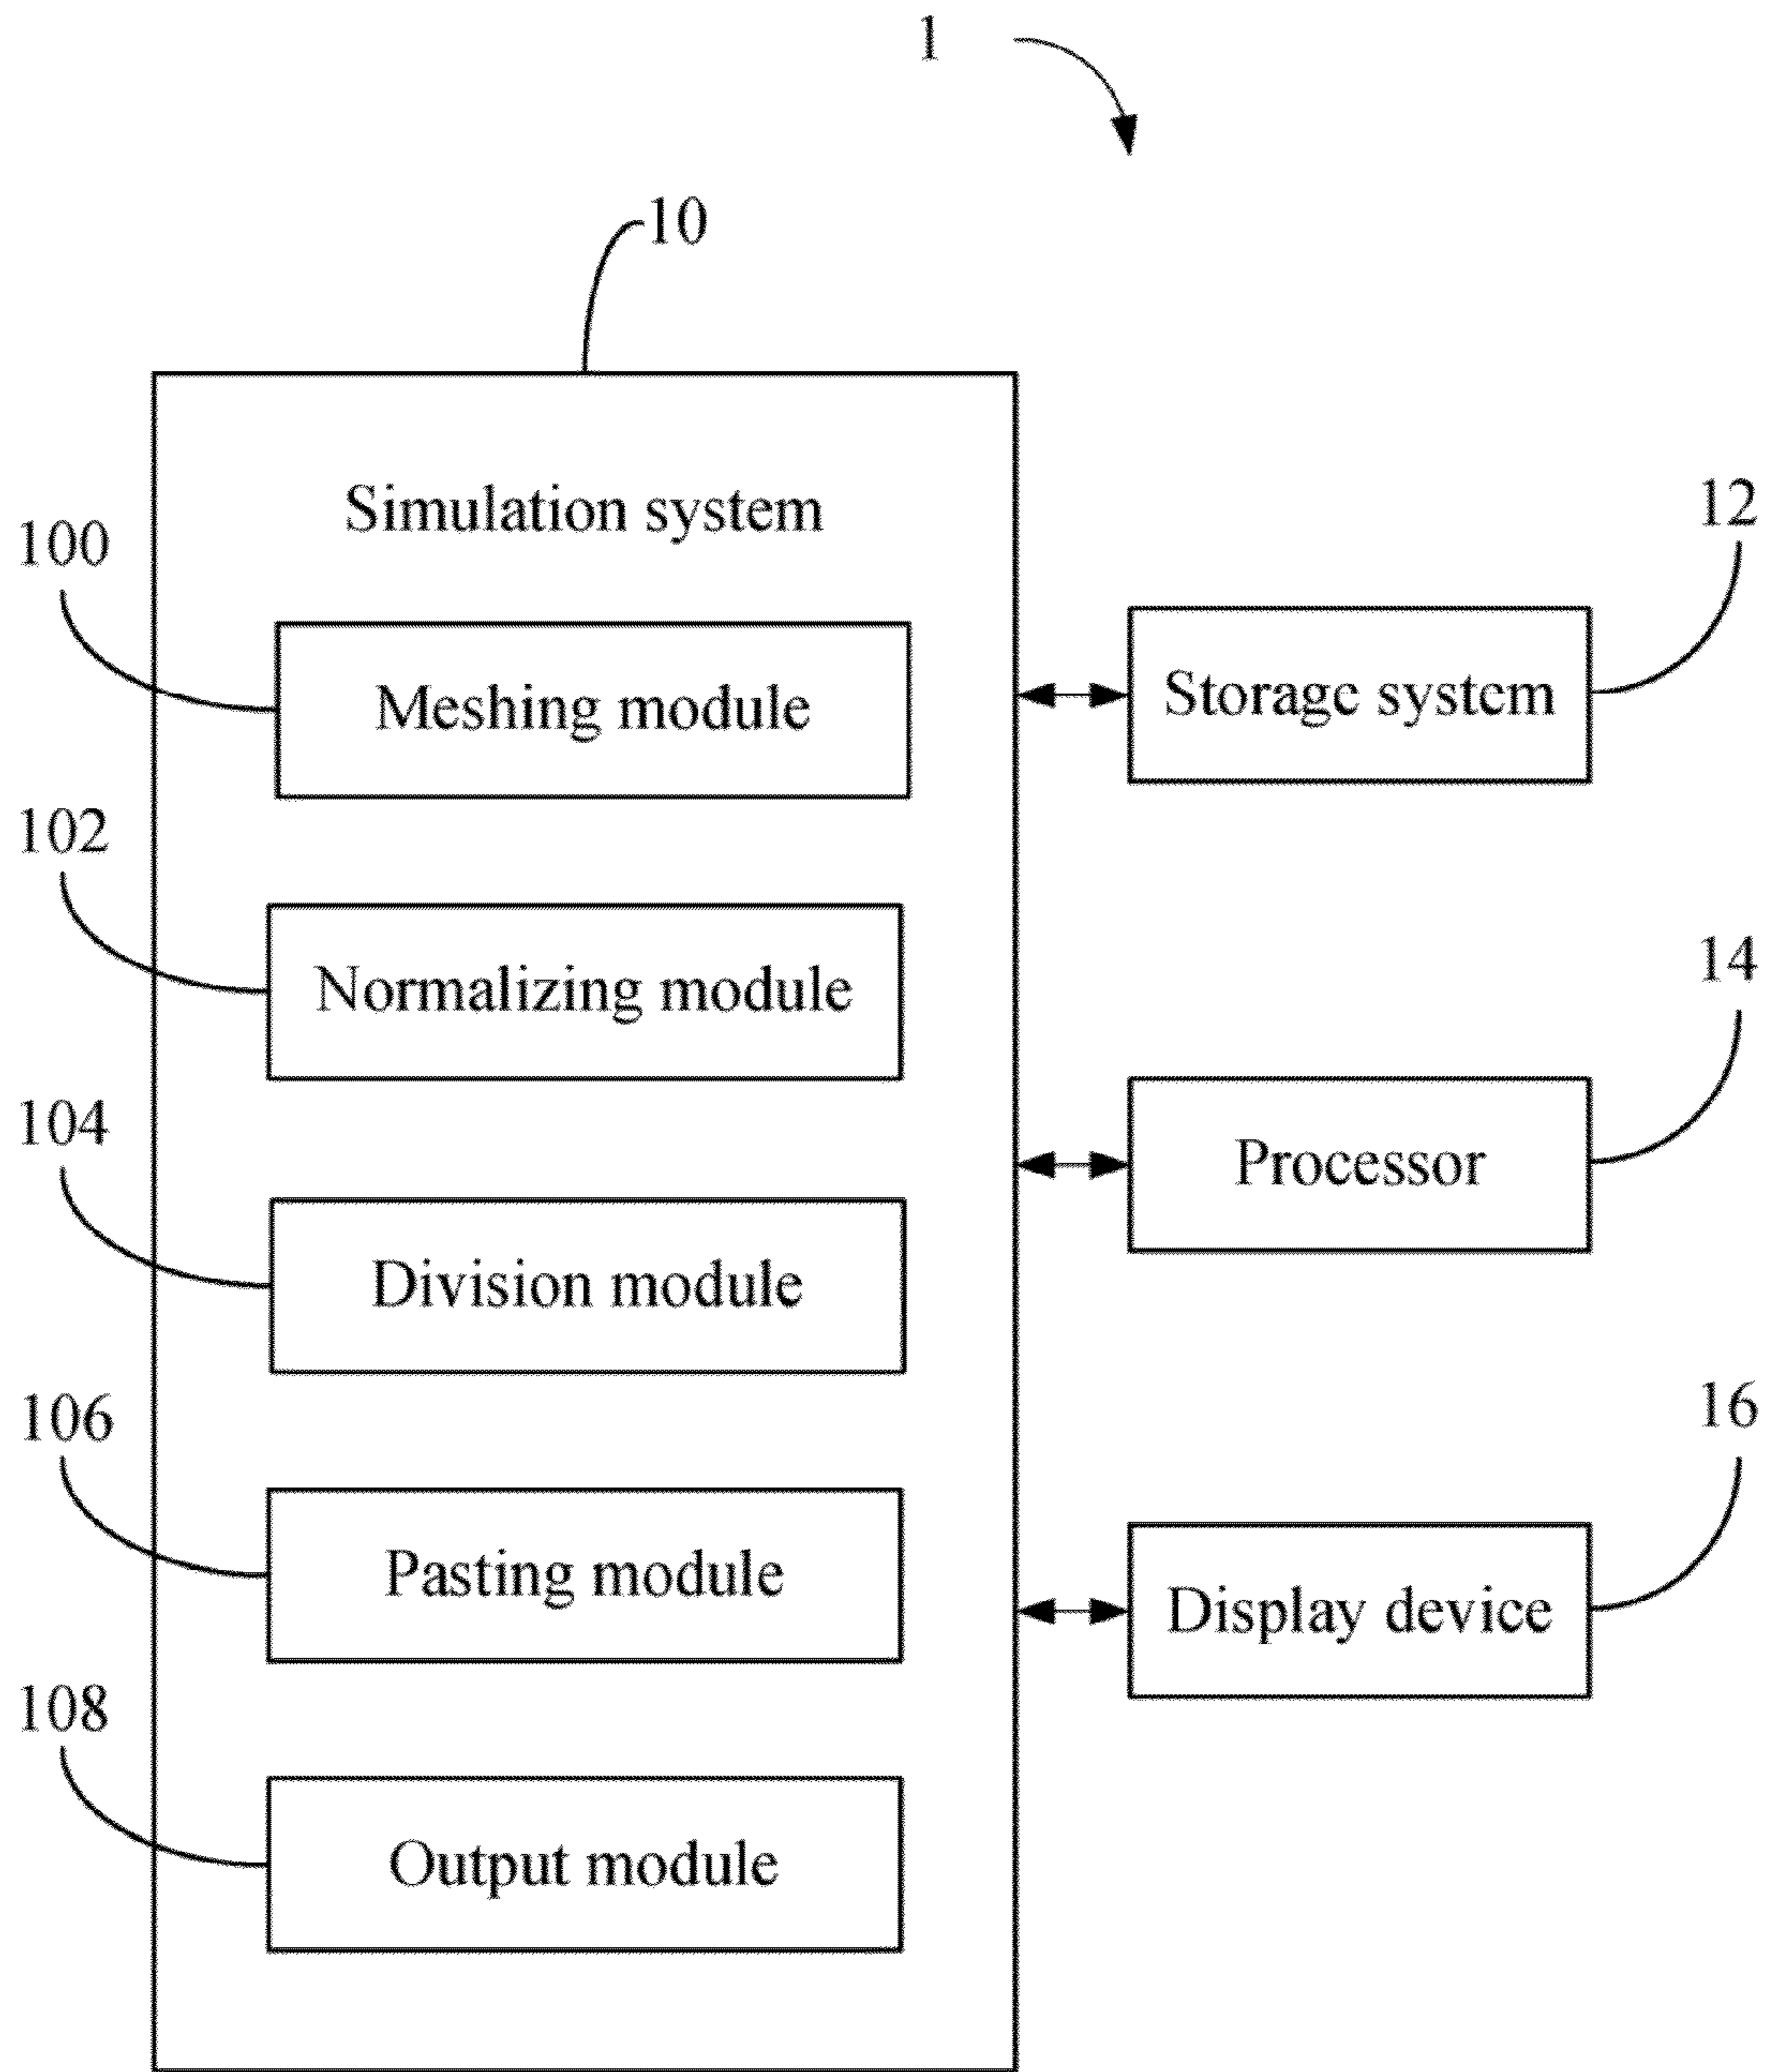 1
10
Simulation system
100
Meshing module
102
Normalizing module
104
Division module
106
Pasting module
108
Output module
12
Storage system
14
Processor
16
Display device